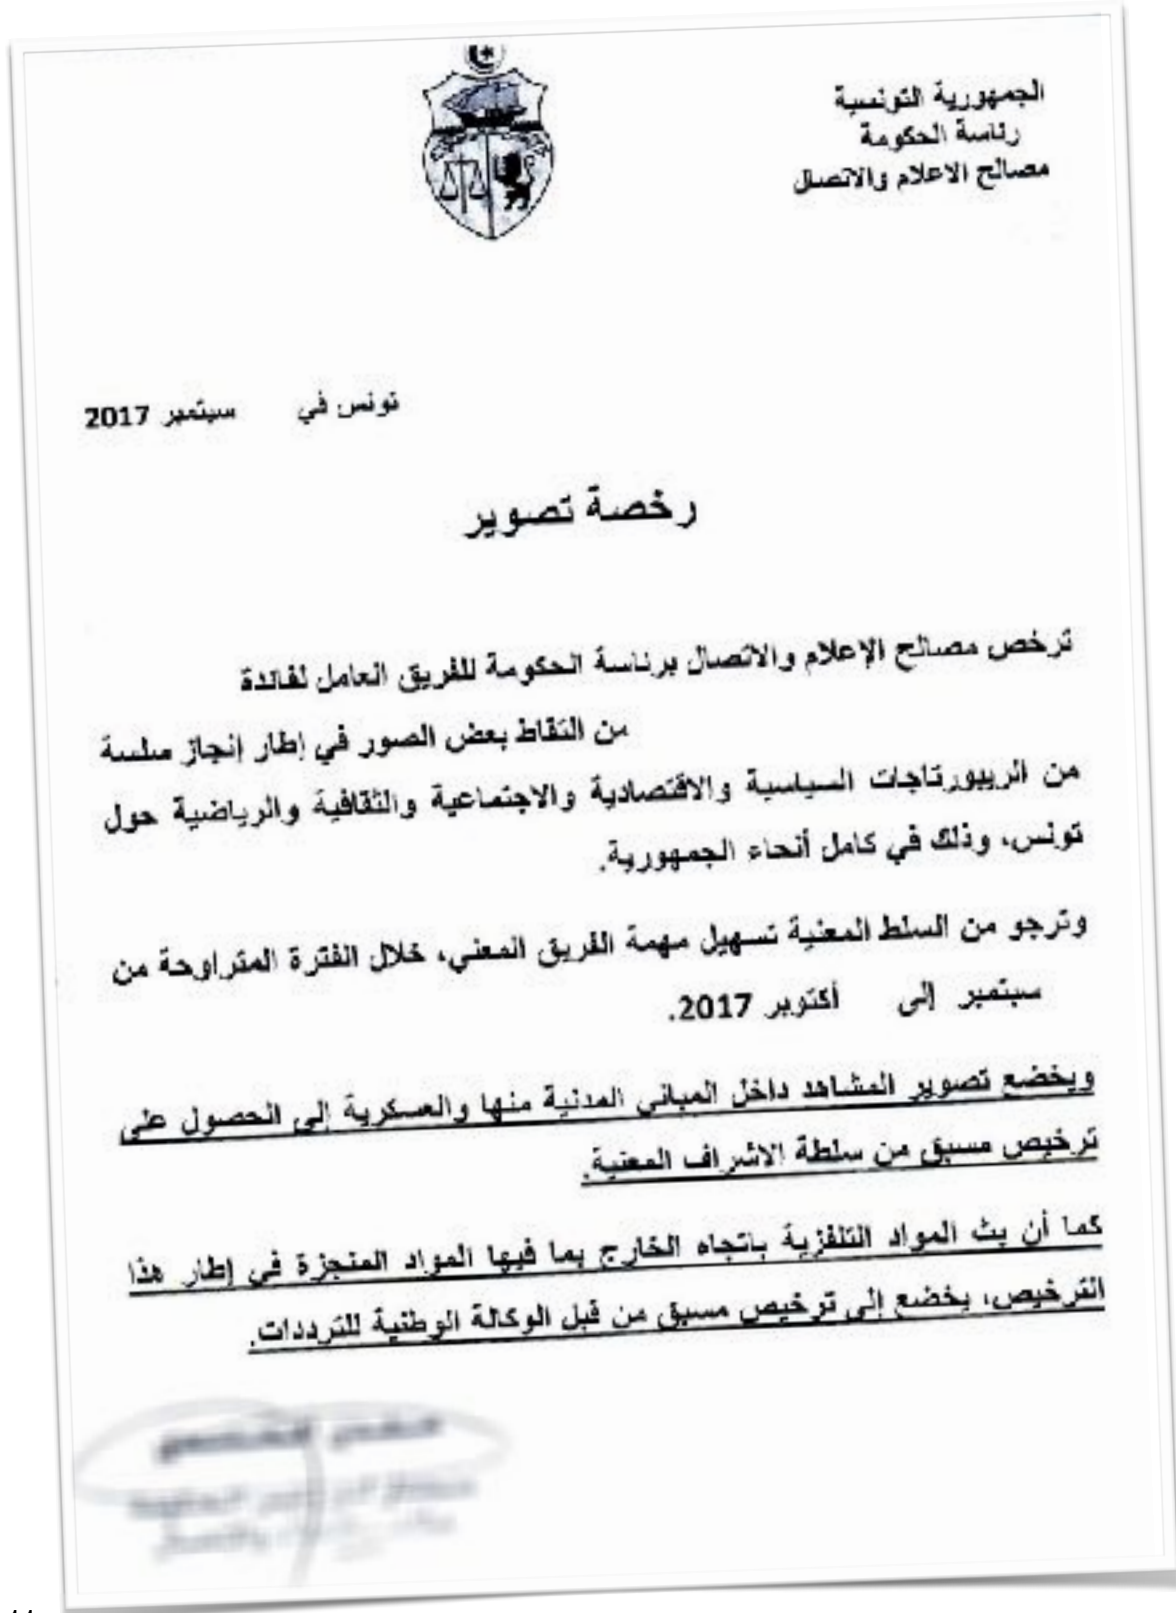 الجمهورية التونسية
رئاسة الحكومة
مصالح الاعلام والاتصال
تونس في سبتمبر 2017
رخصة تصوير
ترخص مصالح الإعلام والاتصال برئاسة الحكومة للفريق العامل لفائدة
من التقاط بعض الصور في إطار إنجاز سلسة
من الريبورتاجات السياسية والاقتصادية والاجتماعية والثقافية والرياضية حول
تونس، وذلك في كامل أنحاء الجمهورية.
وترجو من السلط المعنية تسهيل مهمة الفريق المعني، خلال الفترة المتراوحة من
سبتمبر إلى أكتوبر 2017.
ويخضع تصوير المشاهد داخل المباني المدنية منها والعسكرية إلى الحصول على
ترخيص مسبق من سلطة الاشراف المعنية.
كما أن بث المواد التلفزية باتجاه الخارج بما فيها المواد المنجزة في إطار هذا
الترخيص، يخضع إلى ترخيص مسبق من قبل الوكالة الوطنية للترددات.